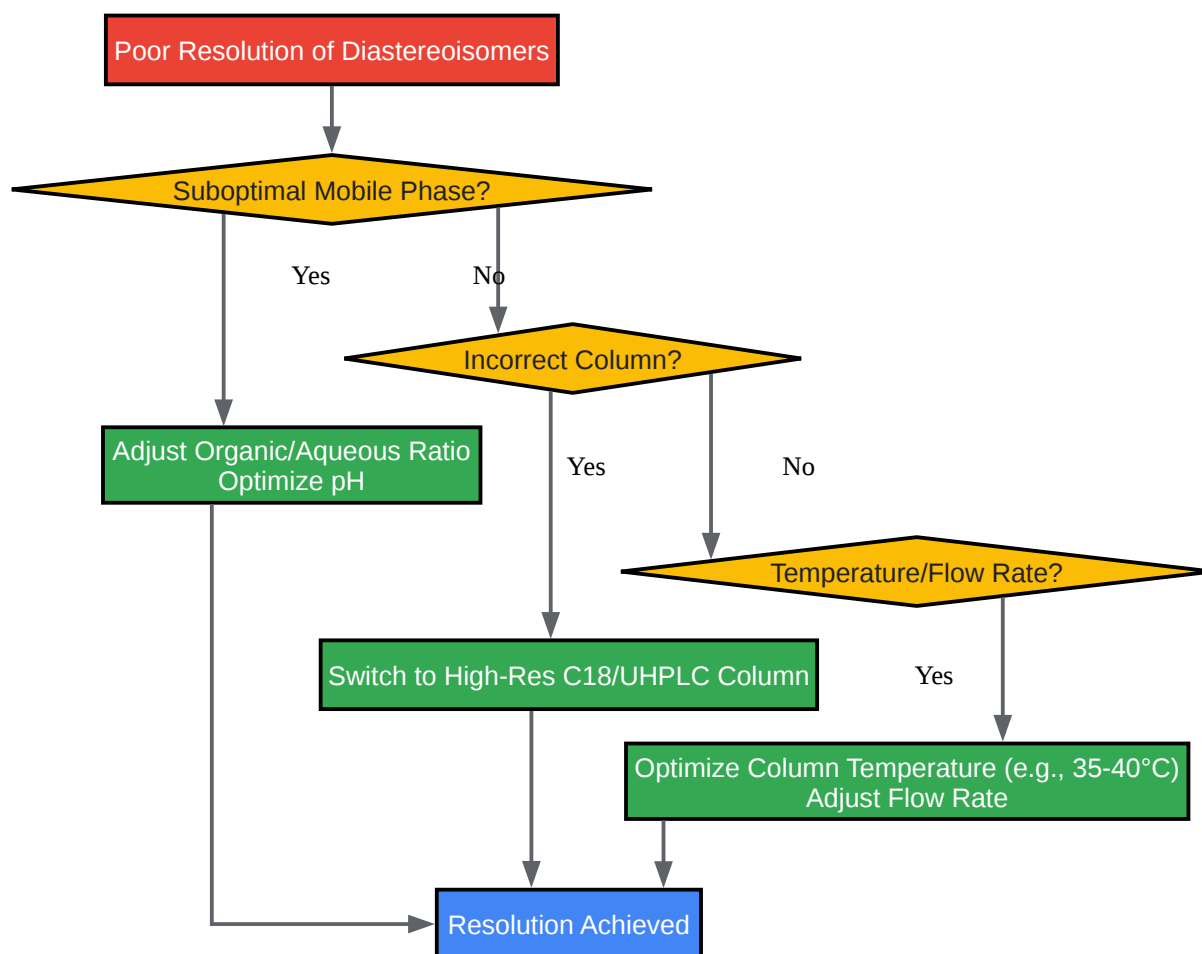 Poor Resolution of Diastereoisomers
Suboptimal Mobile Phase?
Yes
No
Incorrect Column?
Adjust Organic/Aqueous Ratio
Optimize pH
Yes
No
Temperature/Flow Rate?
Switch to High-Res C18/UHPLC Column
Yes
Optimize Column Temperature (e.g., 35-40°C)
Adjust Flow Rate
Resolution Achieved